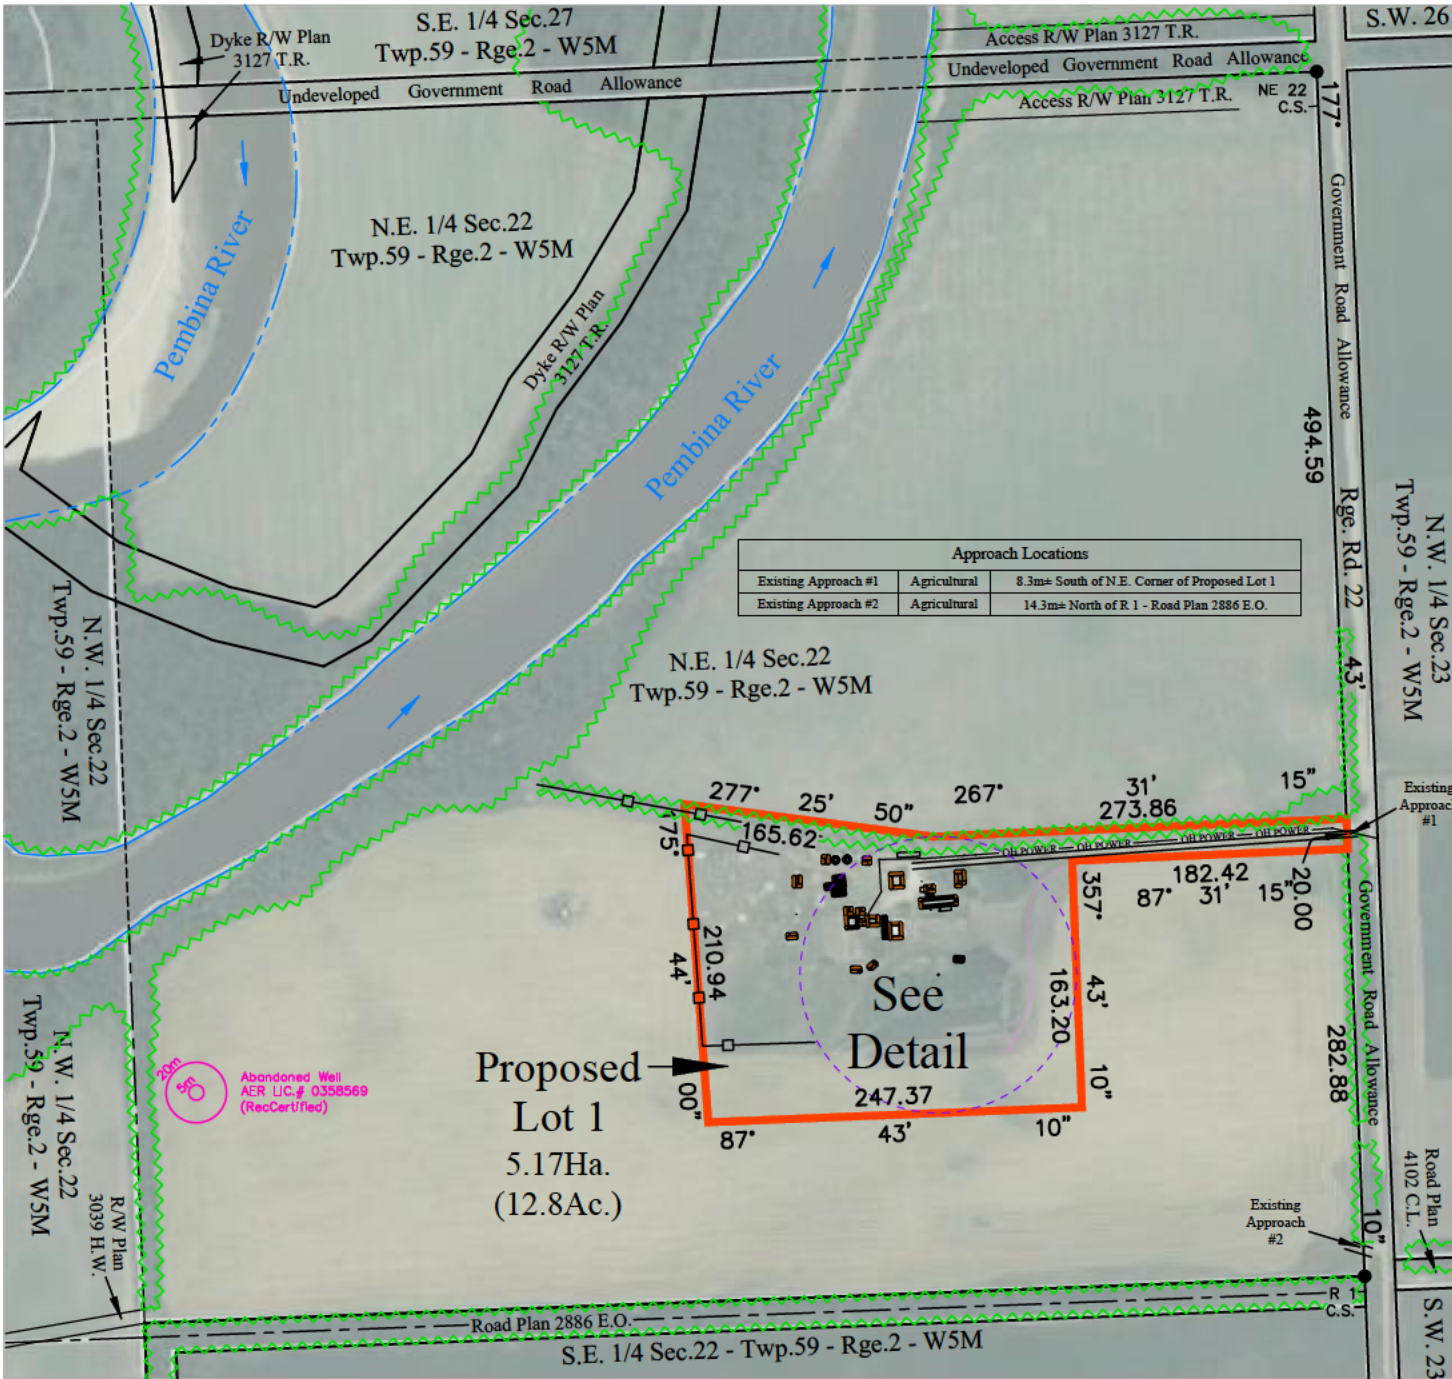 S.E. 1/4 Sec.27
Twp.59 - Rge.2 - W5M
S.W. 26
Dyke R/W Plan
3127 T.R.
Access R/W Plan 3127 T.R.
Undeveloped Government Road Allowance
Undeveloped Government Road Allowance
Access R/W Plan 3127 T.R.
NE 22
C.S.
177°
Government Road Allowance
N.E. 1/4 Sec.22
Twp.59 - Rge.2 - W5M
Pembina River
Dyke R/W Plan
3127 T.R.
Pembina River
494.59
Rge. Rd. 22
N.W. 1/4 Sec.23
Twp.59 - Rge.2 - W5M
Approach Locations
Existing Approach #1 Agricultural 8.3m± South of N.E. Corner of Proposed Lot 1
Existing Approach #2 Agricultural 14.3m± North of R 1 - Road Plan 2886 E.O.
N.W. 1/4 Sec.22
Twp.59 - Rge.2 - W5M
N.E. 1/4 Sec.22
Twp.59 - Rge.2 - W5M
43'
277° 25' 50"
267° 31' 15"
273.86
Existing
Approach
#1
175°
165.62
OH POWER OH POWER OH POWER OH POWER
182.42
87° 31' 15"
20.00
357°
210.94
44'
163.20
43'
Government Road Allowance
282.88
See
Detail
N.W. 1/4 Sec.22
Twp.59 - Rge.2 - W5M
20m
5m
Abandoned Well
AER LIC.# 0358569
(RecCertified)
Proposed
Lot 1
5.17Ha.
(12.8Ac.)
00"
247.37
10"
87° 43' 10"
R/W Plan
3039 H.W.
Existing
Approach
#2
10"
Road Plan
4102 C.L.
R 1
C.S.
Road Plan 2886 E.O.
S.E. 1/4 Sec.22 - Twp.59 - Rge.2 - W5M
S.W. 23